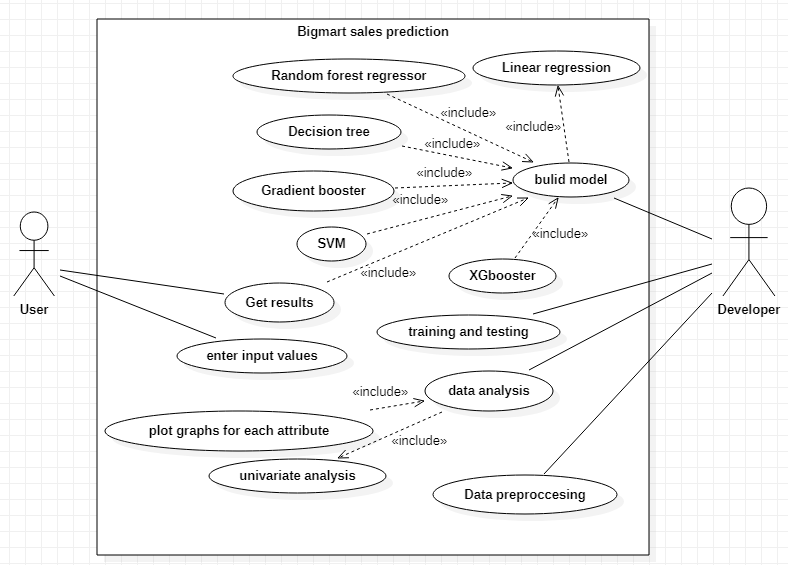 Bigmart sales prediction
Random forest regressor
Linear regression
«include»
«include»
Decision tree
«include»
«include»
Gradient booster
bulid model
«include»
SVM
«include»
«include»
XGbooster
Get results
User
Developer
training and testing
enter input values
«include»
data analysis
plot graphs for each attribute
«include»
univariate analysis
Data preproccesing